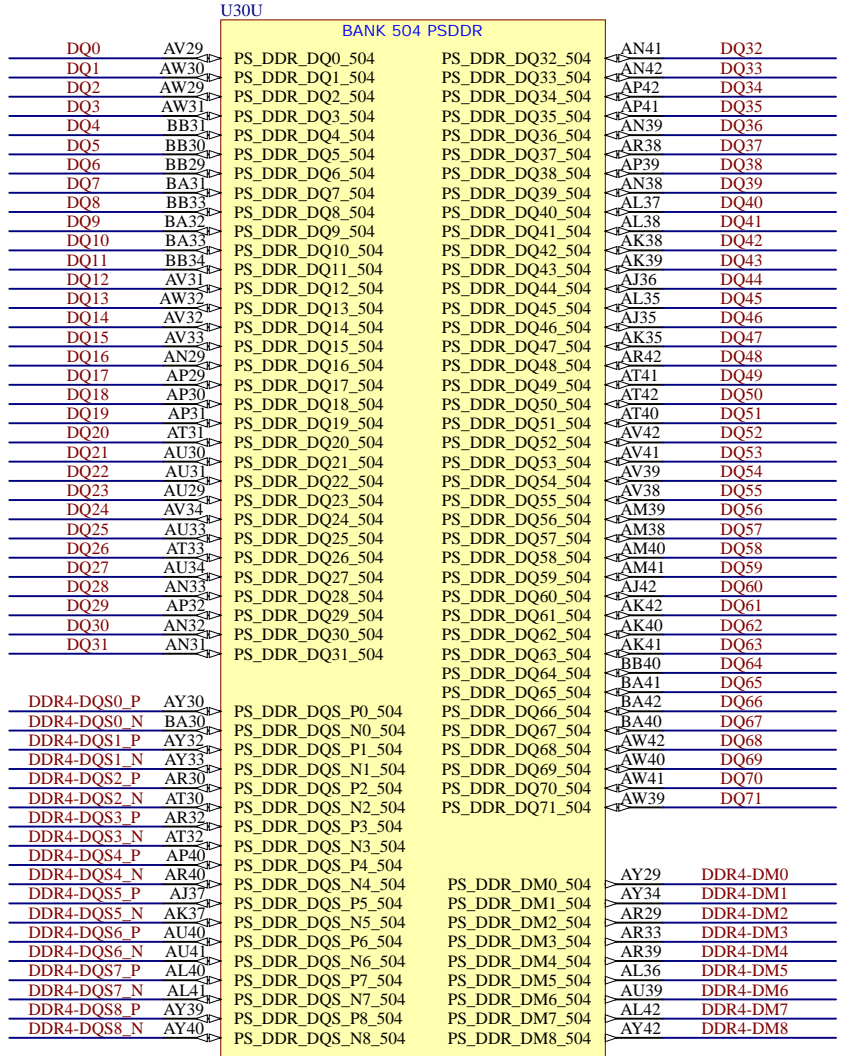 U30U
BANK 504 PSDDR
DQ0 AV29 PS_DDR_DQ0_504 PS_DDR_DQ32_504 AN41 DQ32
DQ1 AW30 PS_DDR_DQ1_504 PS_DDR_DQ33_504 AN42 DQ33
DQ2 AW29 PS_DDR_DQ2_504 PS_DDR_DQ34_504 AP42 DQ34
DQ3 AW31 PS_DDR_DQ3_504 PS_DDR_DQ35_504 AP41 DQ35
DQ4 BB31 PS_DDR_DQ4_504 PS_DDR_DQ36_504 AN39 DQ36
DQ5 BB30 PS_DDR_DQ5_504 PS_DDR_DQ37_504 AR38 DQ37
DQ6 BB29 PS_DDR_DQ6_504 PS_DDR_DQ38_504 AP39 DQ38
DQ7 BA31 PS_DDR_DQ7_504 PS_DDR_DQ39_504 AN38 DQ39
DQ8 BB33 PS_DDR_DQ8_504 PS_DDR_DQ40_504 AL37 DQ40
DQ9 BA32 PS_DDR_DQ9_504 PS_DDR_DQ41_504 AL38 DQ41
DQ10 BA33 PS_DDR_DQ10_504 PS_DDR_DQ42_504 AK38 DQ42
DQ11 BB34 PS_DDR_DQ11_504 PS_DDR_DQ43_504 AK39 DQ43
DQ12 AV31 PS_DDR_DQ12_504 PS_DDR_DQ44_504 AJ36 DQ44
DQ13 AW32 PS_DDR_DQ13_504 PS_DDR_DQ45_504 AL35 DQ45
DQ14 AV32 PS_DDR_DQ14_504 PS_DDR_DQ46_504 AJ35 DQ46
DQ15 AV33 PS_DDR_DQ15_504 PS_DDR_DQ47_504 AK35 DQ47
DQ16 AN29 PS_DDR_DQ16_504 PS_DDR_DQ48_504 AR42 DQ48
DQ17 AP29 PS_DDR_DQ17_504 PS_DDR_DQ49_504 AT41 DQ49
DQ18 AP30 PS_DDR_DQ18_504 PS_DDR_DQ50_504 AT42 DQ50
DQ19 AP31 PS_DDR_DQ19_504 PS_DDR_DQ51_504 AT40 DQ51
DQ20 AT31 PS_DDR_DQ20_504 PS_DDR_DQ52_504 AV42 DQ52
DQ21 AU30 PS_DDR_DQ21_504 PS_DDR_DQ53_504 AV41 DQ53
DQ22 AU31 PS_DDR_DQ22_504 PS_DDR_DQ54_504 AV39 DQ54
DQ23 AU29 PS_DDR_DQ23_504 PS_DDR_DQ55_504 AV38 DQ55
DQ24 AV34 PS_DDR_DQ24_504 PS_DDR_DQ56_504 AM39 DQ56
DQ25 AU33 PS_DDR_DQ25_504 PS_DDR_DQ57_504 AM38 DQ57
DQ26 AT33 PS_DDR_DQ26_504 PS_DDR_DQ58_504 AM40 DQ58
DQ27 AU34 PS_DDR_DQ27_504 PS_DDR_DQ59_504 AM41 DQ59
DQ28 AN33 PS_DDR_DQ28_504 PS_DDR_DQ60_504 AJ42 DQ60
DQ29 AP32 PS_DDR_DQ29_504 PS_DDR_DQ61_504 AK42 DQ61
DQ30 AN32 PS_DDR_DQ30_504 PS_DDR_DQ62_504 AK40 DQ62
DQ31 AN31 PS_DDR_DQ31_504 PS_DDR_DQ63_504 AK41 DQ63
PS_DDR_DQ64_504 BB40 DQ64
PS_DDR_DQ65_504 BA41 DQ65
DDR4-DQS0_P AY30 PS_DDR_DQS_P0_504 PS_DDR_DQ66_504 BA42 DQ66
DDR4-DQS0_N BA30 PS_DDR_DQS_N0_504 PS_DDR_DQ67_504 BA40 DQ67
DDR4-DQS1_P AY32 PS_DDR_DQS_P1_504 PS_DDR_DQ68_504 AW42 DQ68
DDR4-DQS1_N AY33 PS_DDR_DQS_N1_504 PS_DDR_DQ69_504 AW40 DQ69
DDR4-DQS2_P AR30 PS_DDR_DQS_P2_504 PS_DDR_DQ70_504 AW41 DQ70
DDR4-DQS2_N AT30 PS_DDR_DQS_N2_504 PS_DDR_DQ71_504 AW39 DQ71
DDR4-DQS3_P AR32 PS_DDR_DQS_P3_504
DDR4-DQS3_N AT32 PS_DDR_DQS_N3_504
DDR4-DQS4_P AP40 PS_DDR_DQS_P4_504
DDR4-DQS4_N AR40 PS_DDR_DQS_N4_504 PS_DDR_DM0_504 AY29 DDR4-DM0
DDR4-DQS5_P AJ37 PS_DDR_DQS_P5_504 PS_DDR_DM1_504 AY34 DDR4-DM1
DDR4-DQS5_N AK37 PS_DDR_DQS_N5_504 PS_DDR_DM2_504 AR29 DDR4-DM2
DDR4-DQS6_P AU40 PS_DDR_DQS_P6_504 PS_DDR_DM3_504 AR33 DDR4-DM3
DDR4-DQS6_N AU41 PS_DDR_DQS_N6_504 PS_DDR_DM4_504 AR39 DDR4-DM4
DDR4-DQS7_P AL40 PS_DDR_DQS_P7_504 PS_DDR_DM5_504 AL36 DDR4-DM5
DDR4-DQS7_N AL41 PS_DDR_DQS_N7_504 PS_DDR_DM6_504 AU39 DDR4-DM6
DDR4-DQS8_P AY39 PS_DDR_DQS_P8_504 PS_DDR_DM7_504 AL42 DDR4-DM7
DDR4-DQS8_N AY40 PS_DDR_DQS_N8_504 PS_DDR_DM8_504 AY42 DDR4-DM8